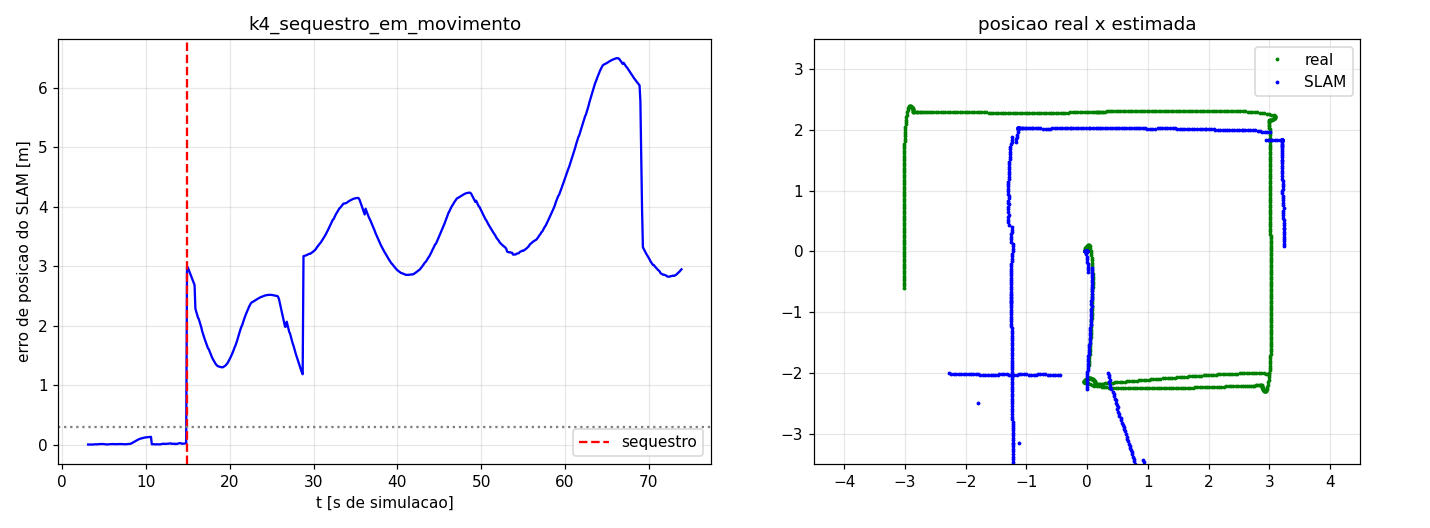 k4_sequestro_em_movimento
erro de posicao do SLAM [m]
6
5
4
3
2
1
0
sequestro
0 10 20 30 40 50 60 70
t [s de simulacao]
posicao real x estimada
real
SLAM
3
2
1
0
−1
−2
−3
−4 −3 −2 −1 0 1 2 3 4